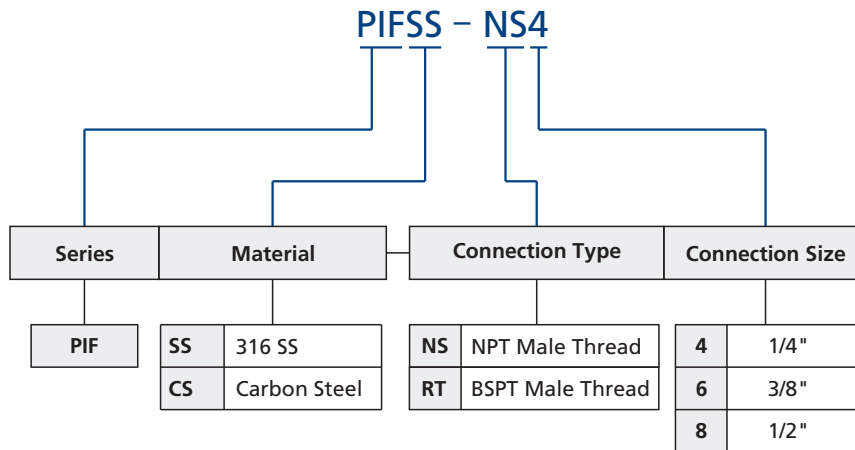 PIFSS – NS4
Series Material Connection Type Connection Size
PIF SS 316 SS NS NPT Male Thread 4 1/4"
CS Carbon Steel RT BSPT Male Thread 6 3/8"
8 1/2"